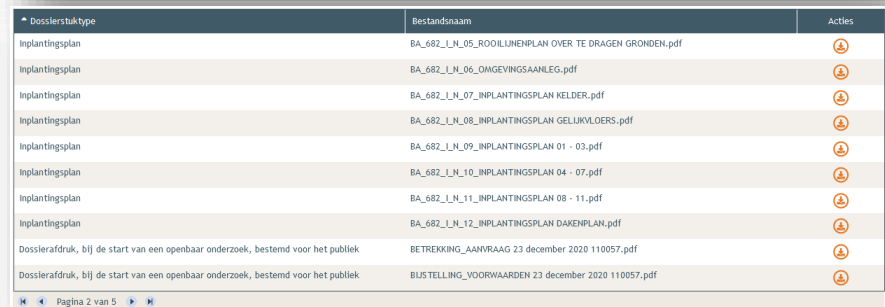 Dossierstuktype Bestandsnaam Acties
Inplantingsplan BA_682_I_N_05_ROOILIJNENPLAN OVER TE DRAGEN GRONDEN.pdf
Inplantingsplan BA_682_I_N_06_OMGEVINGSAANLEG.pdf
Inplantingsplan BA_682_I_N_07_INPLANTINGSPLAN KELDER.pdf
Inplantingsplan BA_682_I_N_08_INPLANTINGSPLAN GELIJKVLOERS.pdf
Inplantingsplan BA_682_I_N_09_INPLANTINGSPLAN 01 - 03.pdf
Inplantingsplan BA_682_I_N_10_INPLANTINGSPLAN 04 - 07.pdf
Inplantingsplan BA_682_I_N_11_INPLANTINGSPLAN 08 - 11.pdf
Inplantingsplan BA_682_I_N_12_INPLANTINGSPLAN DAKENPLAN.pdf
Dossierafdruk, bij de start van een openbaar onderzoek, bestemd voor het publiek BETREKKING_AANVRAAG 23 december 2020 110057.pdf
Dossierafdruk, bij de start van een openbaar onderzoek, bestemd voor het publiek BIJSTELLING_VOORWAARDEN 23 december 2020 110057.pdf
Pagina 2 van 5